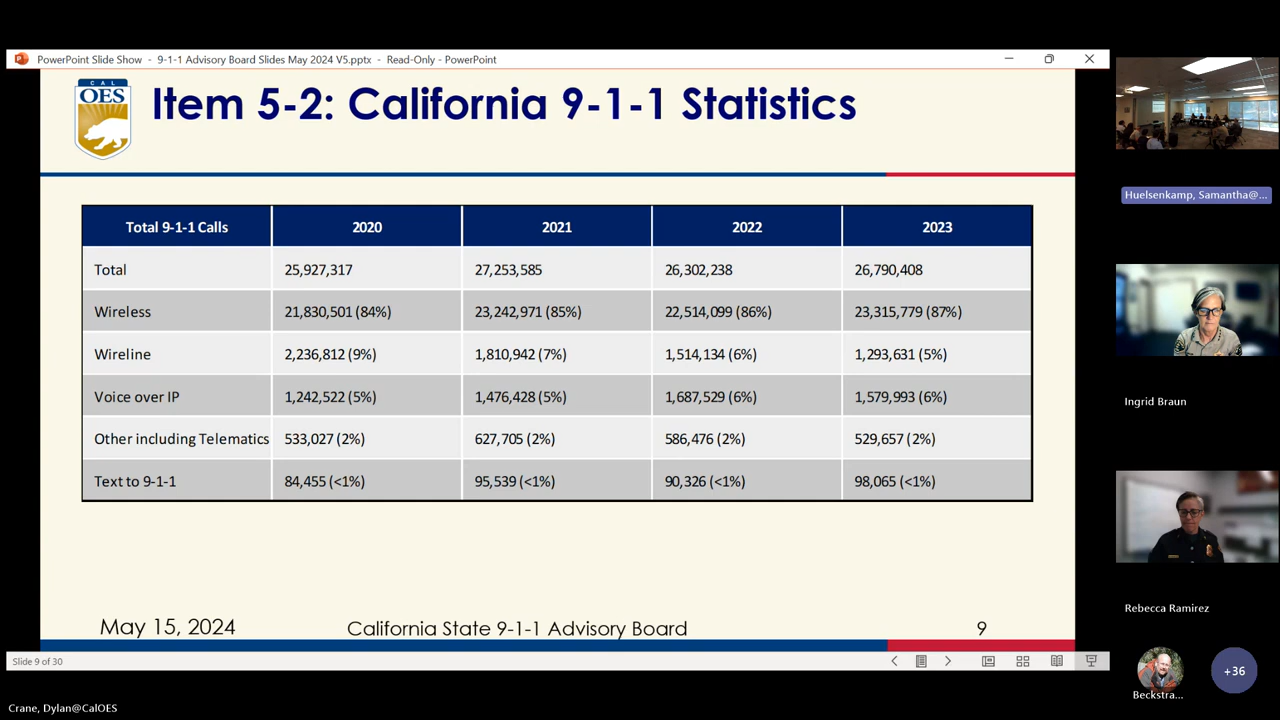 PowerPoint Slide Show - 9-1-1 Advisory Board Slides May 2024 V5.pptx - Read-Only - PowerPoint
CAL
OES
Item 5-2: California 9-1-1 Statistics
Total 9-1-1 Calls 2020 2021 2022 2023
Total 25,927,317 27,253,585 26,302,238 26,790,408
Wireless 21,830,501 (84%) 23,242,971 (85%) 22,514,099 (86%) 23,315,779 (87%)
Wireline 2,236,812 (9%) 1,810,942 (7%) 1,514,134 (6%) 1,293,631 (5%)
Voice over IP 1,242,522 (5%) 1,476,428 (5%) 1,687,529 (6%) 1,579,993 (6%)
Other including Telematics 533,027 (2%) 627,705 (2%) 586,476 (2%) 529,657 (2%)
Text to 9-1-1 84,455 (<1%) 95,539 (<1%) 90,326 (<1%) 98,065 (<1%)
May 15, 2024 California State 9-1-1 Advisory Board 9
Slide 9 of 30
Crane, Dylan@CalOES
Huelsenkamp, Samantha@...
Ingrid Braun
Rebecca Ramirez
Beckstra...
+36